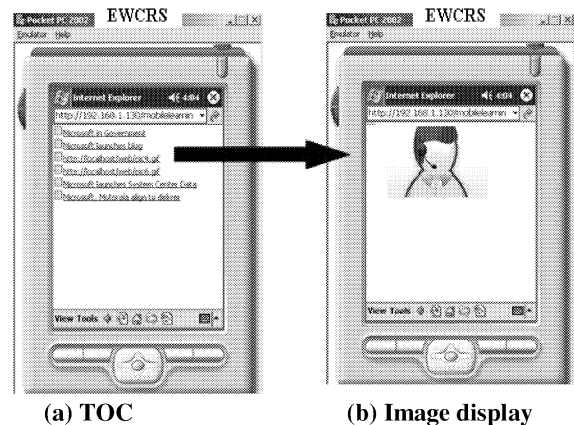 Pocket PC 2002 EWCRS
Emulator Help
Internet Explorer 4:04
http://192.168.1.130/mobilelearnin
Microsoft in Government
Microsoft launches blog
http://localhost/web/pic4.gif
http://localhost/web/pic6.gif
Microsoft launches System Center Data
Microsoft, Motorola align to deliver
View Tools
(a) TOC
Pocket PC 2002 EWCRS
Emulator Help
Internet Explorer 4:04
http://192.168.1.130/mobilelearnin
View Tools
(b) Image display